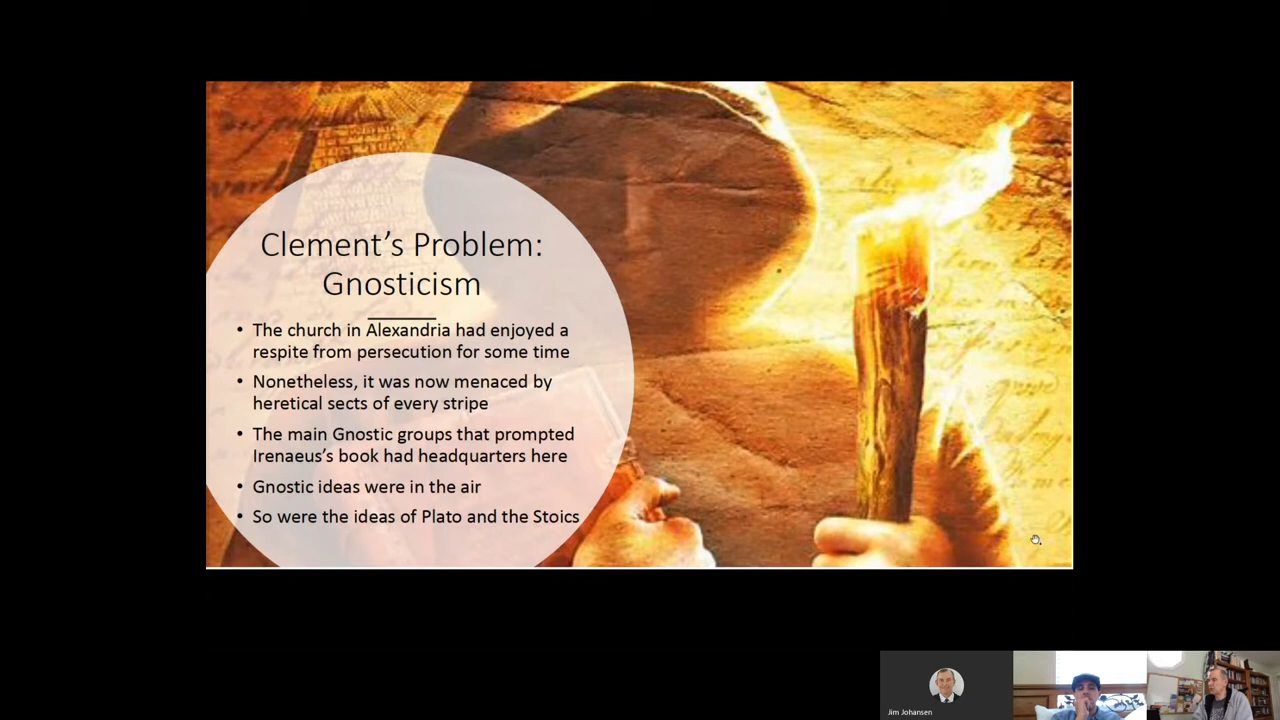 Clement’s Problem:
Gnosticism
• The church in Alexandria had enjoyed a
respite from persecution for some time
• Nonetheless, it was now menaced by
heretical sects of every stripe
• The main Gnostic groups that prompted
Irenaeus’s book had headquarters here
• Gnostic ideas were in the air
• So were the ideas of Plato and the Stoics
Jim Johansen